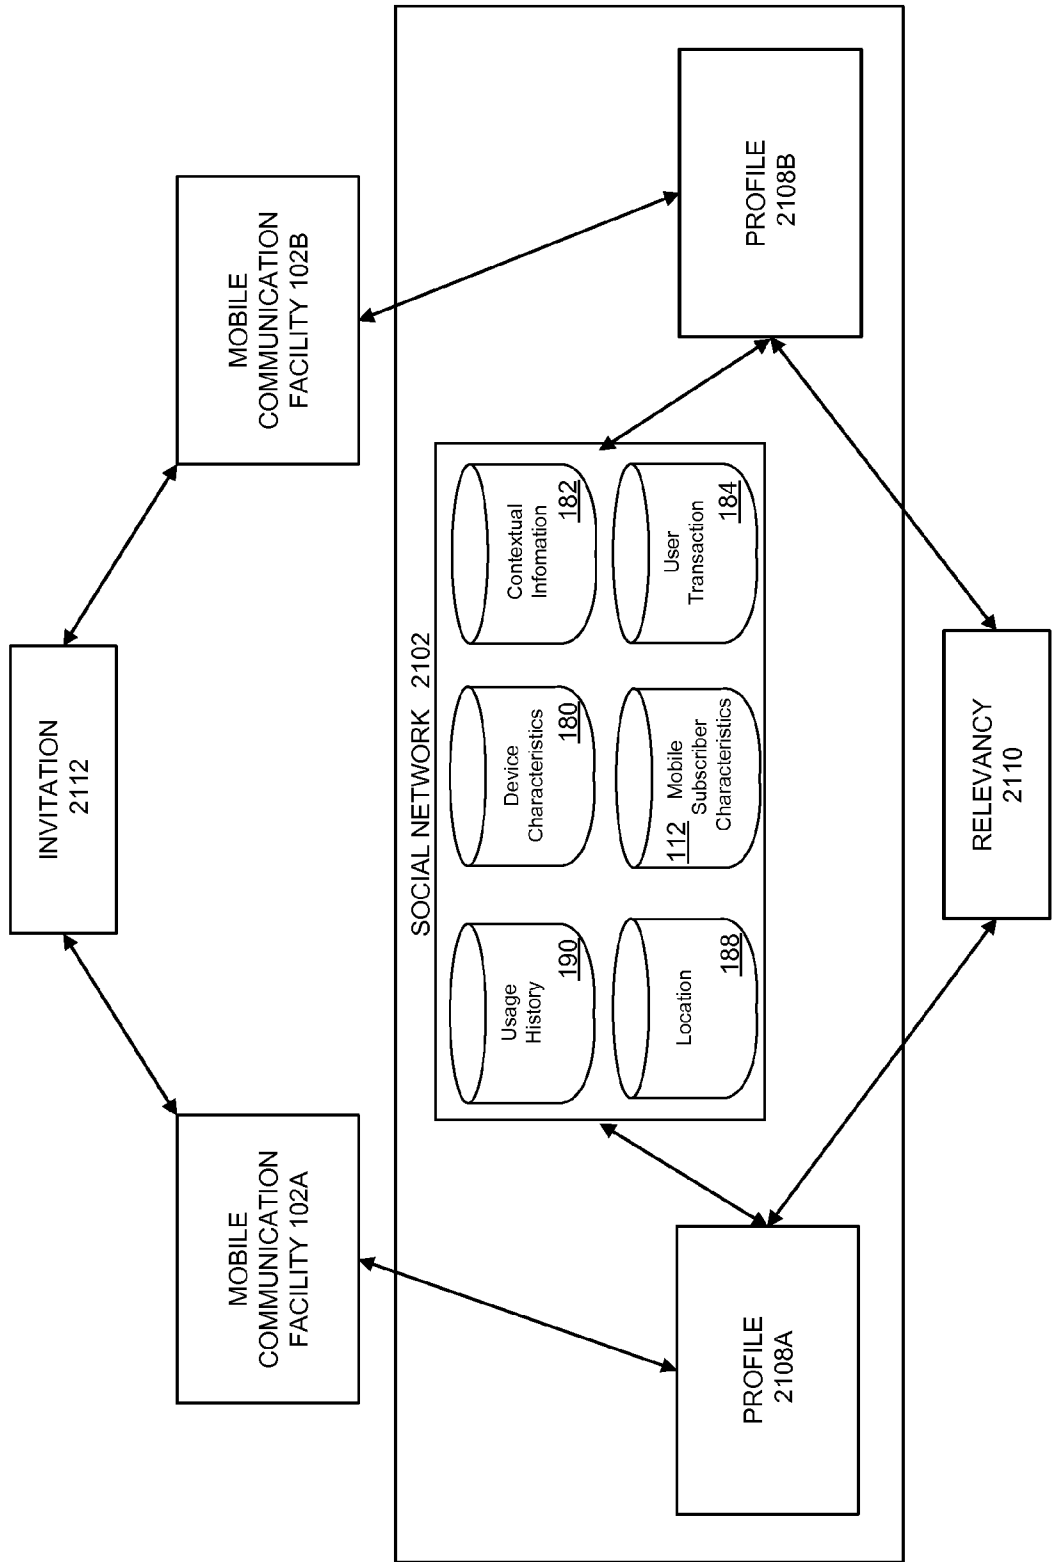 INVITATION
2112
MOBILE
COMMUNICATION
FACILITY 102A
MOBILE
COMMUNICATION
FACILITY 102B
SOCIAL NETWORK 2102
Usage
History
190
Device
Characteristics
180
Contextual
Infomation
182
Location
188
112 Mobile
Subscriber
Characteristics
User
Transaction
184
PROFILE
2108A
PROFILE
2108B
RELEVANCY
2110